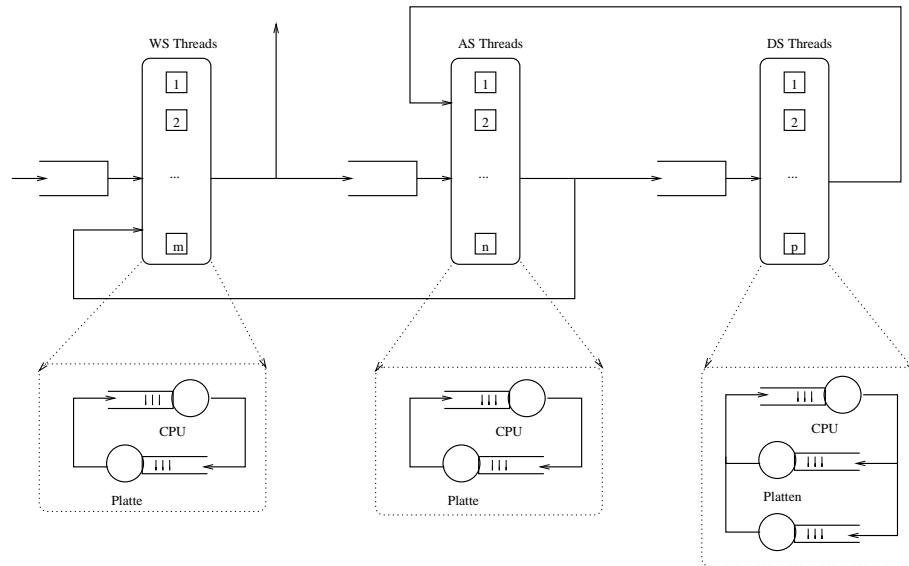 WS Threads
AS Threads
DS Threads
1
1
1
2
2
2
...
...
...
m
n
p
CPU
CPU
CPU
Platte
Platte
Platten